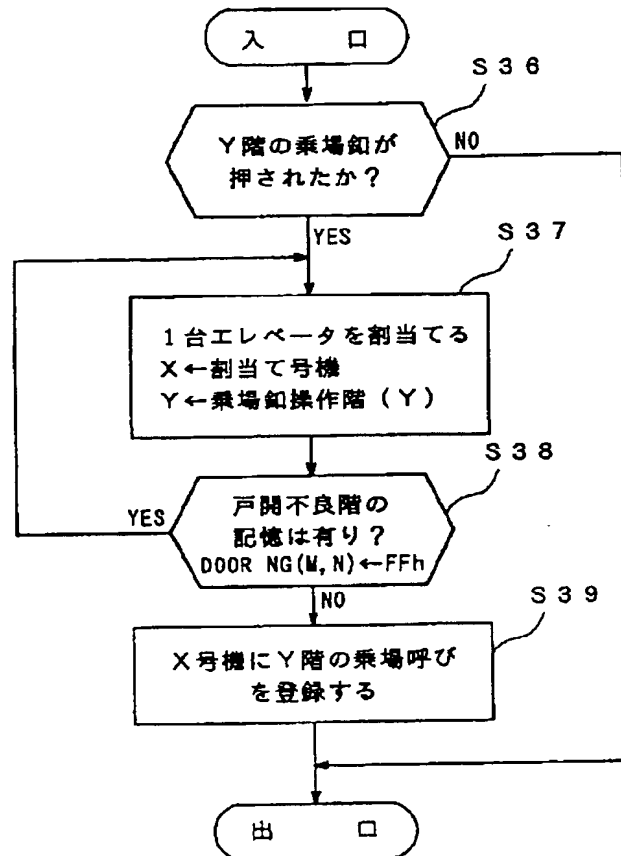 入 口
S36
Y階の乗場釦が
押されたか?
NO
YES
S37
1台エレベータを割当てる
X←割当て号機
Y←乗場釦操作階(Y)
S38
戸開不良階の
記憶は有り?
DOOR NG(M,N)←FFh
YES
NO
S39
X号機にY階の乗場呼び
を登録する
出 口